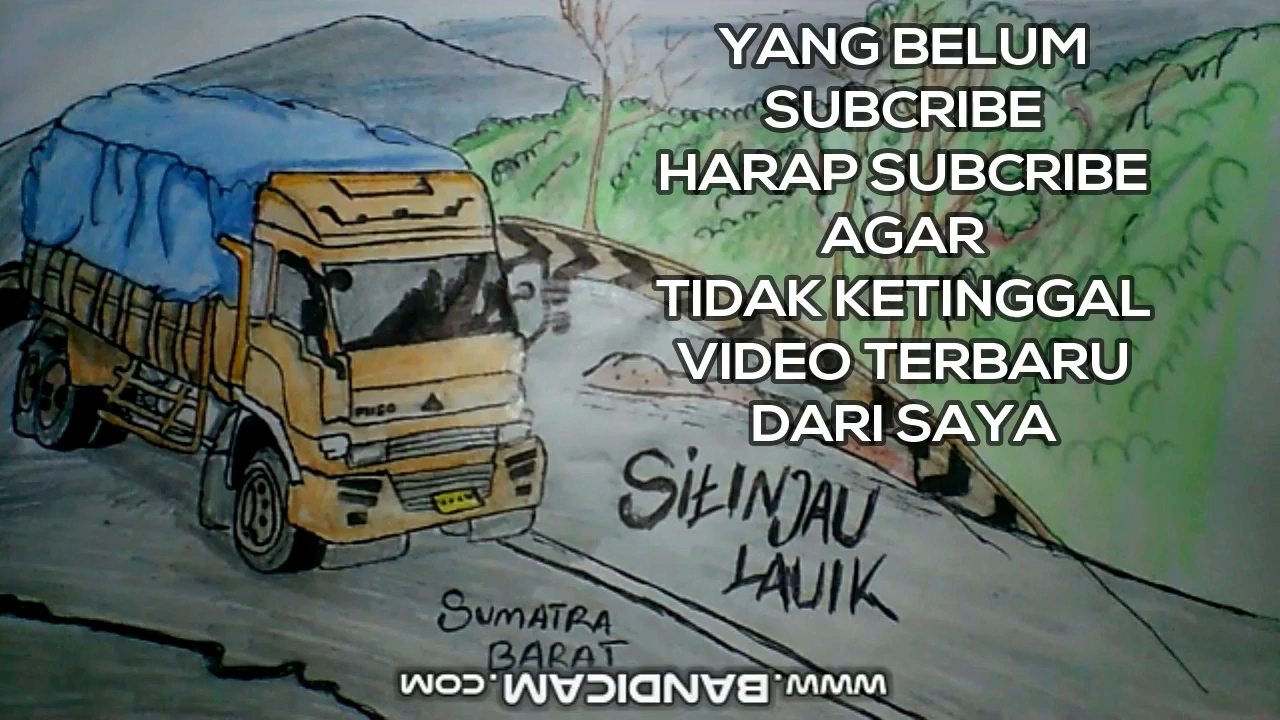 YANG BELUM
SUBCRIBE
HARAP SUBCRIBE
AGAR
TIDAK KETINGGAL
VIDEO TERBARU
DARI SAYA
FUSO
SiTINJAU
LAUIK
SUMATRA
BARAT
www.BANDICAM.com